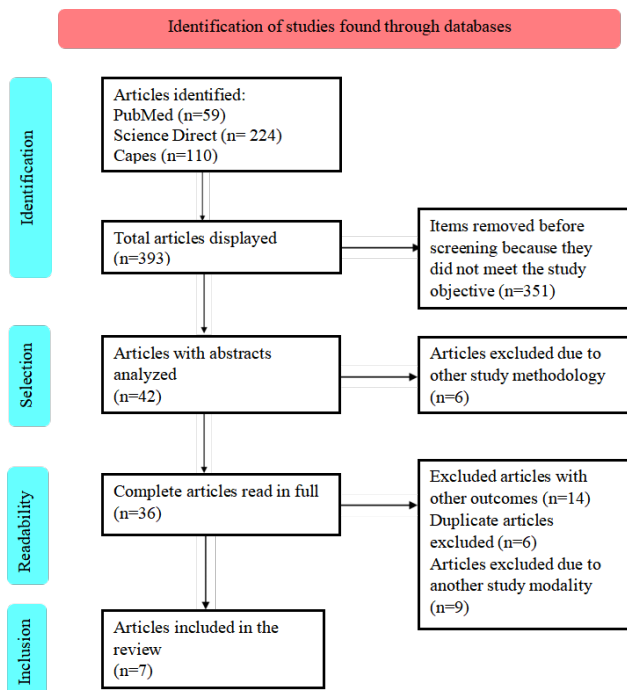 Identification of studies found through databases
Identification
Articles identified:
PubMed (n=59)
Science Direct (n= 224)
Capes (n=110)
Total articles displayed
(n=393)
Items removed before
screening because they
did not meet the study
objective (n=351)
Selection
Articles with abstracts
analyzed
(n=42)
Articles excluded due to
other study methodology
(n=6)
Readability
Complete articles read in full
(n=36)
Excluded articles with
other outcomes (n=14)
Duplicate articles
excluded (n=6)
Articles excluded due to
another study modality
(n=9)
Inclusion
Articles included in the
review
(n=7)